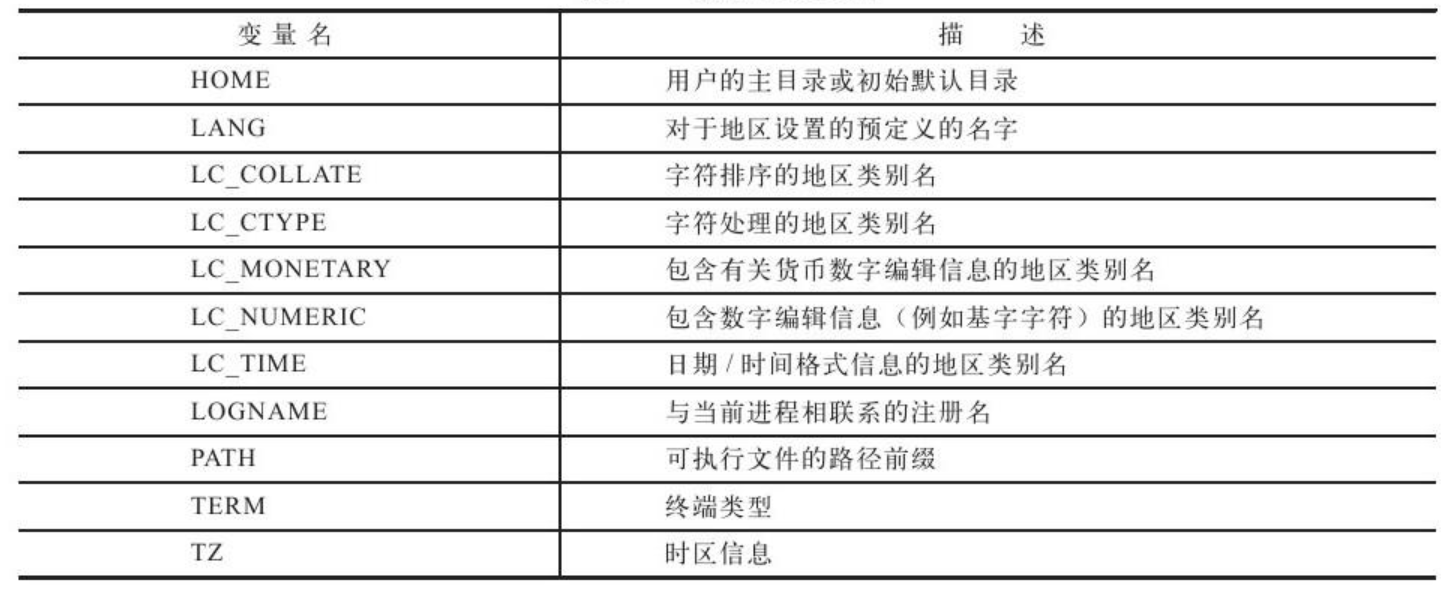 变量名 描述
HOME 用户的主目录或初始默认目录
LANG 对于地区设置的预定义的名字
LC_COLLATE 字符排序的地区类别名
LC_CTYPE 字符处理的地区类别名
LC_MONETARY 包含有关货币数字编辑信息的地区类别名
LC_NUMERIC 包含数字编辑信息（例如基字字符）的地区类别名
LC_TIME 日期/时间格式信息的地区类别名
LOGNAME 与当前进程相联系的注册名
PATH 可执行文件的路径前缀
TERM 终端类型
TZ 时区信息